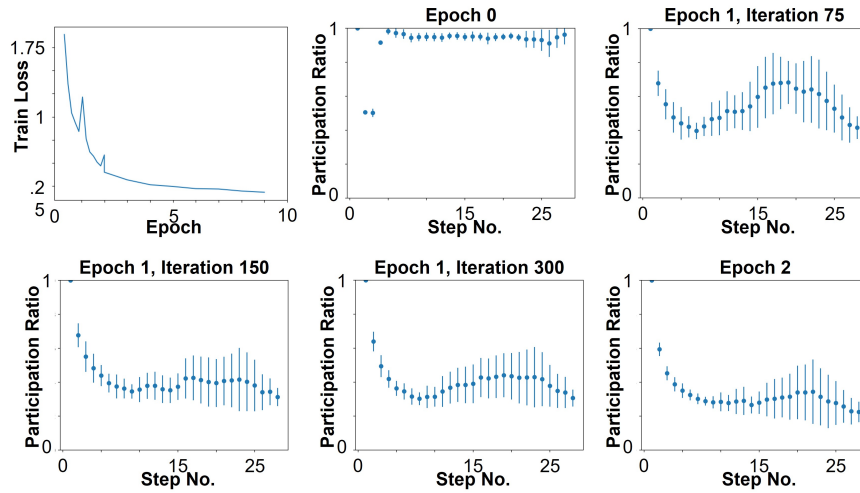 Train Loss
1.75
1
.2
5
0
5
10
Epoch
Epoch 0
Participation Ratio
1
0
0
15
25
Step No.
Epoch 1, Iteration 75
Participation Ratio
1
0
0
15
25
Step No.
Epoch 1, Iteration 150
Participation Ratio
1
0
0
15
25
Step No.
Epoch 1, Iteration 300
Participation Ratio
1
0
0
15
25
Step No.
Epoch 2
Participation Ratio
1
0
0
15
25
Step No.